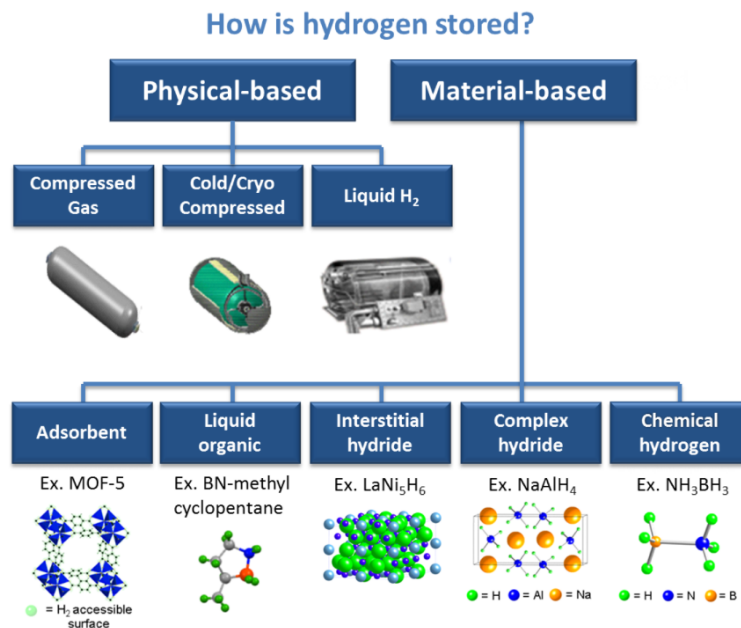 How is hydrogen stored?
Physical-based
Material-based
Compressed
Gas
Cold/Cryo
Compressed
Liquid H₂
Adsorbent
Liquid
organic
Interstitial
hydride
Complex
hydride
Chemical
hydrogen
Ex. MOF-5
Ex. BN-methyl
cyclopentane
Ex. LaNi₅H₆
Ex. NaAlH₄
Ex. NH₃BH₃
= H₂ accessible
surface
= H = Al = Na
= H = N = B